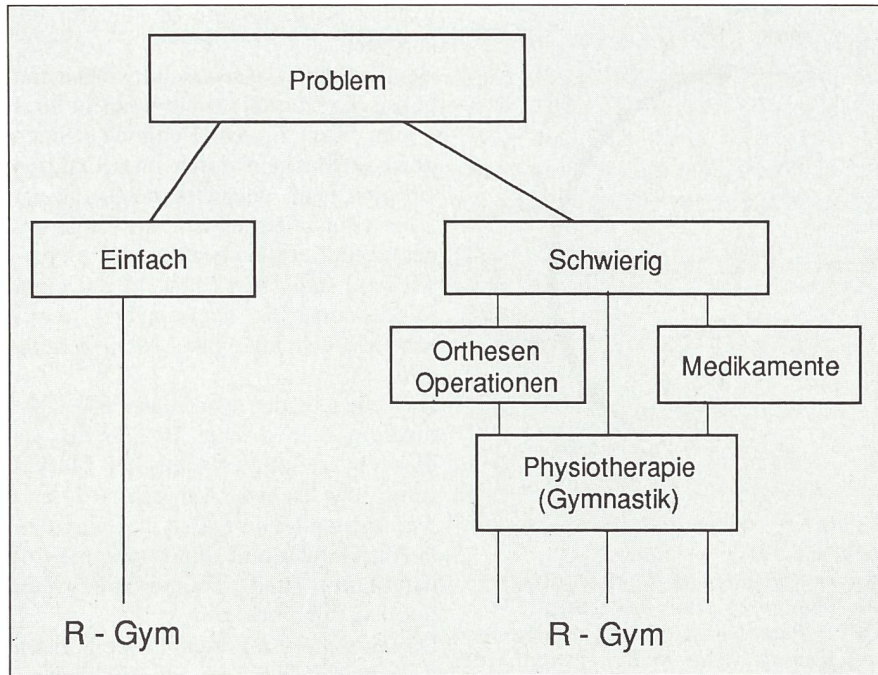 Problem
Einfach
Schwierig
Orthesen
Operationen
Medikamente
Physiotherapie
(Gymnastik)
R - Gym
R - Gym